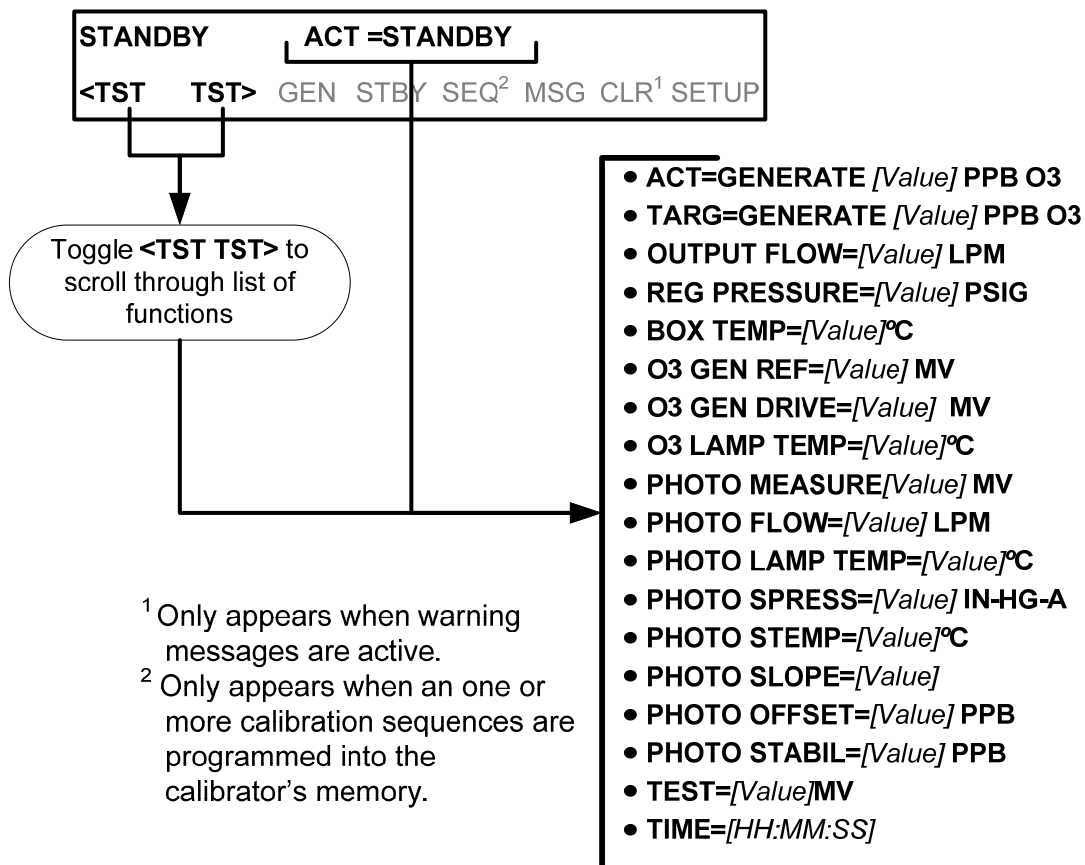 STANDBY ACT =STANDBY
<TST TST> GEN STBY SEQ² MSG CLR¹ SETUP
Toggle <TST TST> to
scroll through list of
functions
• ACT=GENERATE [Value] PPB O3
• TARG=GENERATE [Value] PPB O3
• OUTPUT FLOW=[Value] LPM
• REG PRESSURE=[Value] PSIG
• BOX TEMP=[Value]ºC
• O3 GEN REF=[Value] MV
• O3 GEN DRIVE=[Value] MV
• O3 LAMP TEMP=[Value]ºC
• PHOTO MEASURE[Value] MV
• PHOTO FLOW=[Value] LPM
• PHOTO LAMP TEMP=[Value]ºC
• PHOTO SPRESS=[Value] IN-HG-A
• PHOTO STEMP=[Value]ºC
• PHOTO SLOPE=[Value]
• PHOTO OFFSET=[Value] PPB
• PHOTO STABIL=[Value] PPB
• TEST=[Value]MV
• TIME=[HH:MM:SS]
¹ Only appears when warning
messages are active.
² Only appears when an one or
more calibration sequences are
programmed into the
calibrator’s memory.